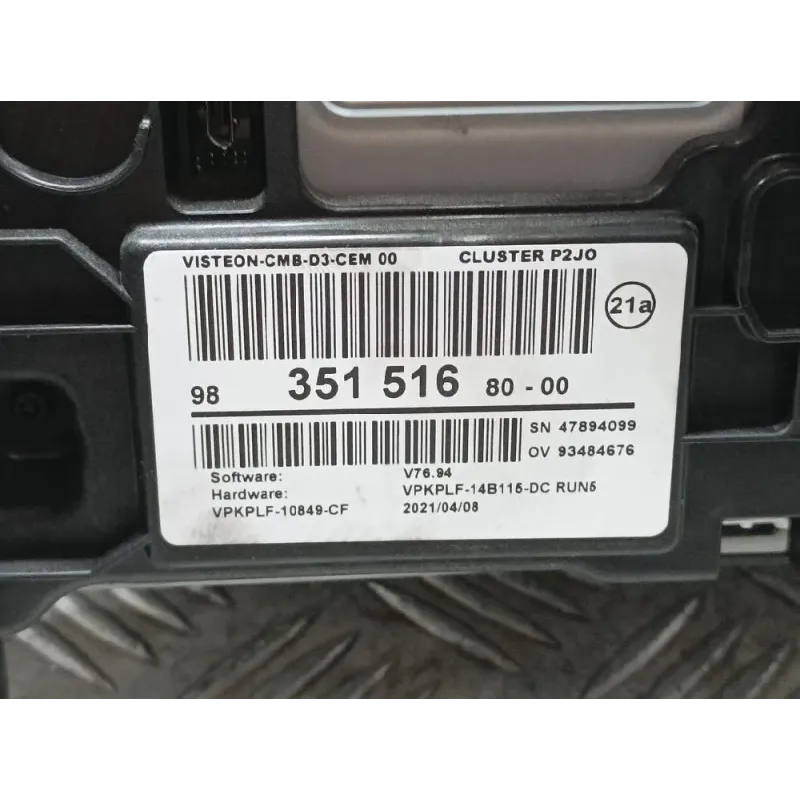 VISTEON-CMB-D3-CEM 00 CLUSTER P2JO
21a
98 351 516 80 - 00
SN 47894099
OV 93484676
Software: V76.94
Hardware: VPKPLF-14B115-DC RUN5
VPKPLF-10849-CF 2021/04/08